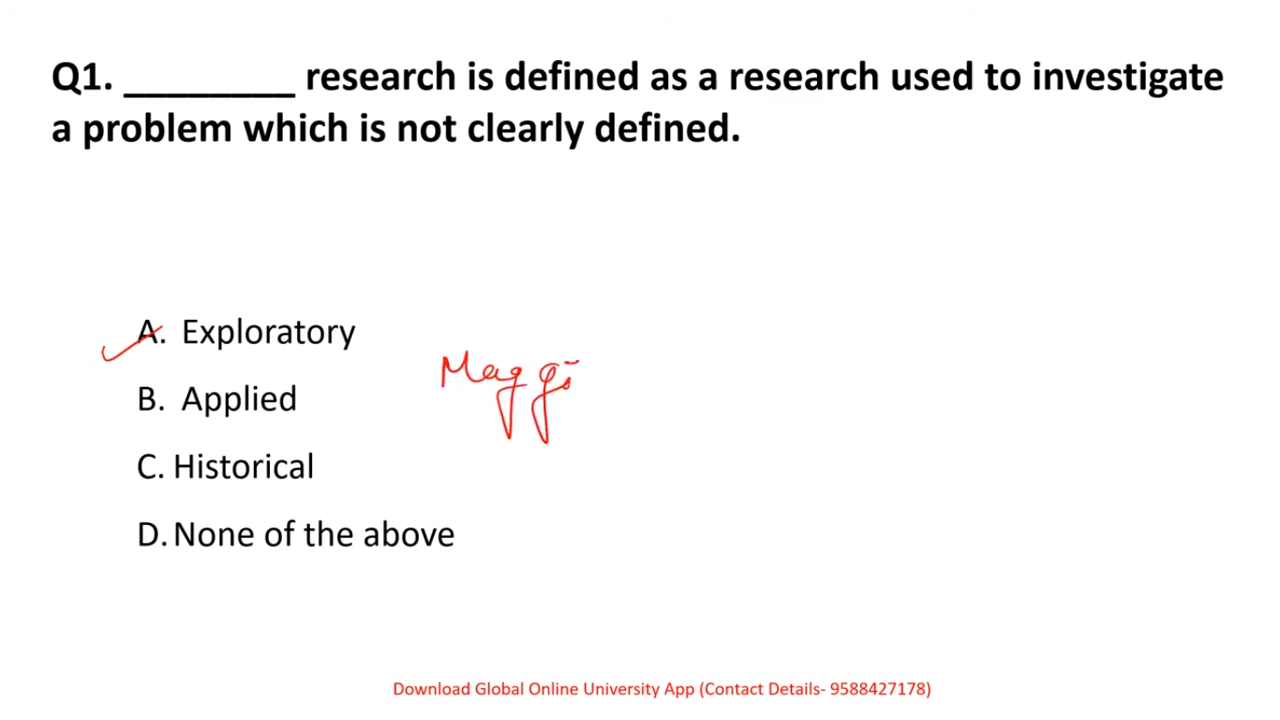 Q1. ________ research is defined as a research used to investigate
a problem which is not clearly defined.
A. Exploratory
Maggi
B. Applied
C. Historical
D. None of the above
Download Global Online University App (Contact Details- 9588427178)